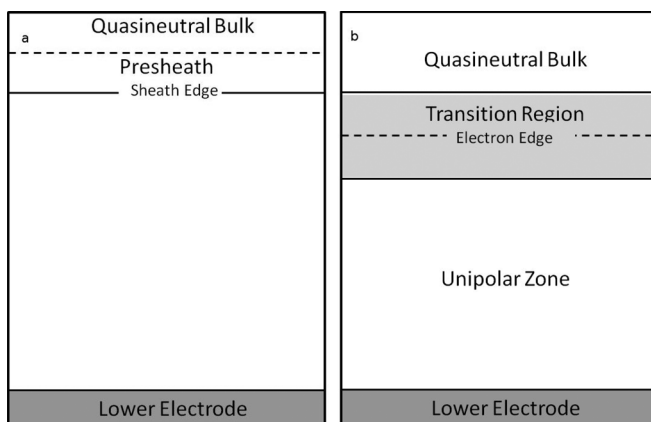 a
Quasineutral Bulk
Presheath
Sheath Edge
Lower Electrode
b
Quasineutral Bulk
Transition Region
Electron Edge
Unipolar Zone
Lower Electrode